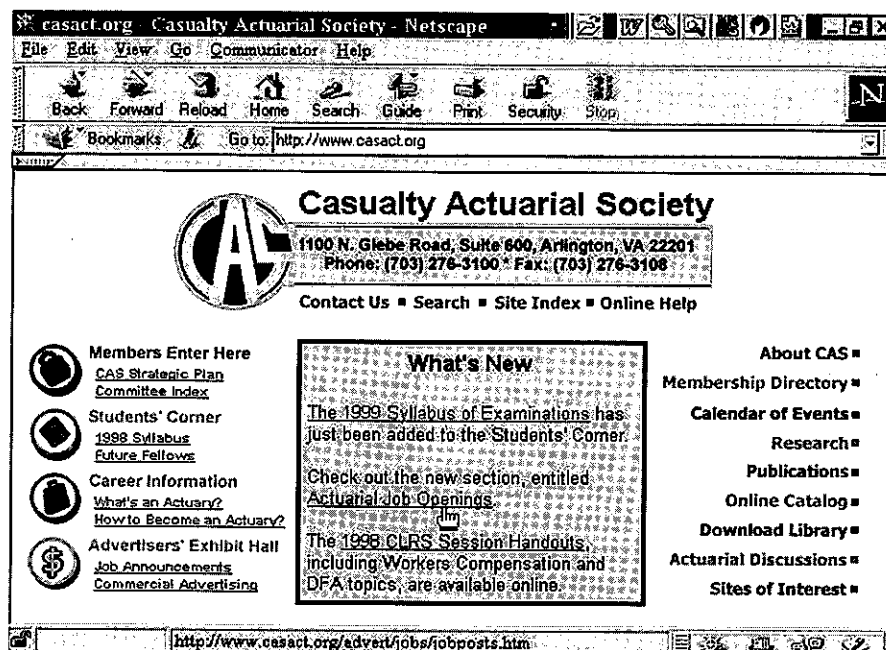 casact.org - Casualty Actuarial Society - Netscape
File Edit View Go Communicator Help
Back Forward Reload Home Search Guide Print Security Stop
N
Bookmarks Go to: http://www.casact.org
CAS
Casualty Actuarial Society
1100 N. Glebe Road, Suite 600, Arlington, VA 22201
Phone: (703) 276-3100 * Fax: (703) 276-3108
Contact Us ▪ Search ▪ Site Index ▪ Online Help
Members Enter Here
CAS Strategic Plan
Committee Index
Students' Corner
1998 Syllabus
Future Fellows
Career Information
What's an Actuary?
How to Become an Actuary?
Advertisers' Exhibit Hall
$
Job Announcements
Commercial Advertising
What's New
The 1999 Syllabus of Examinations has
just been added to the Students' Corner.
Check out the new section, entitled
Actuarial Job Openings.
The 1998 CLRS Session Handouts,
including Workers Compensation and
DFA topics, are available online.
About CAS
Membership Directory
Calendar of Events
Research
Publications
Online Catalog
Download Library
Actuarial Discussions
Sites of Interest
http://www.casact.org/advert/jobs/jobposts.htm